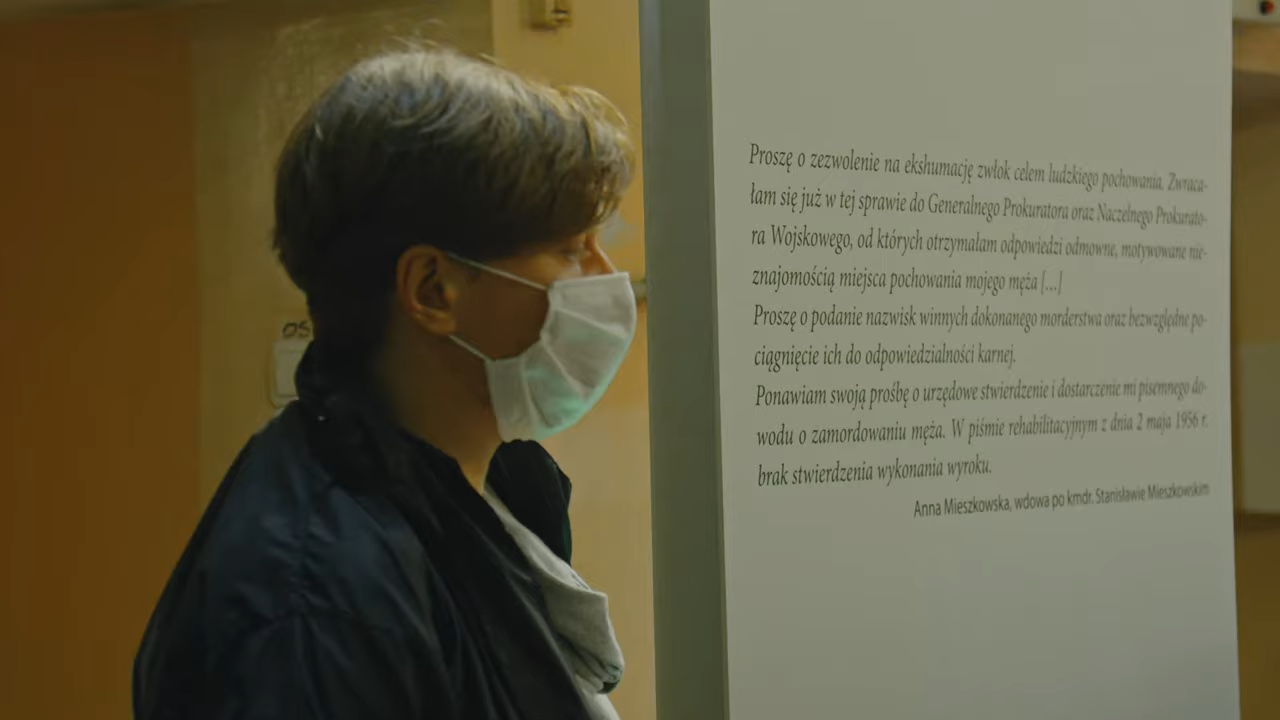 OS
Proszę o zezwolenie na ekshumację zwłok celem ludzkiego pochowania. Zwraca-
łam się już w tej sprawie do Generalnego Prokuratora oraz Naczelnego Prokurato-
ra Wojskowego, od których otrzymałam odpowiedzi odmowne, motywowane nie-
znajomością miejsca pochowania mojego męża [...]
Proszę o podanie nazwisk winnych dokonanego morderstwa oraz bezwzględne po-
ciągnięcie ich do odpowiedzialności karnej.
Ponawiam swoją prośbę o urzędowe stwierdzenie i dostarczenie mi pisemnego do-
wodu o zamordowaniu męża. W piśmie rehabilitacyjnym z dnia 2 maja 1956 r.
brak stwierdzenia wykonania wyroku.
Anna Mieszkowska, wdowa po kmdr. Stanisławie Mieszkowskim